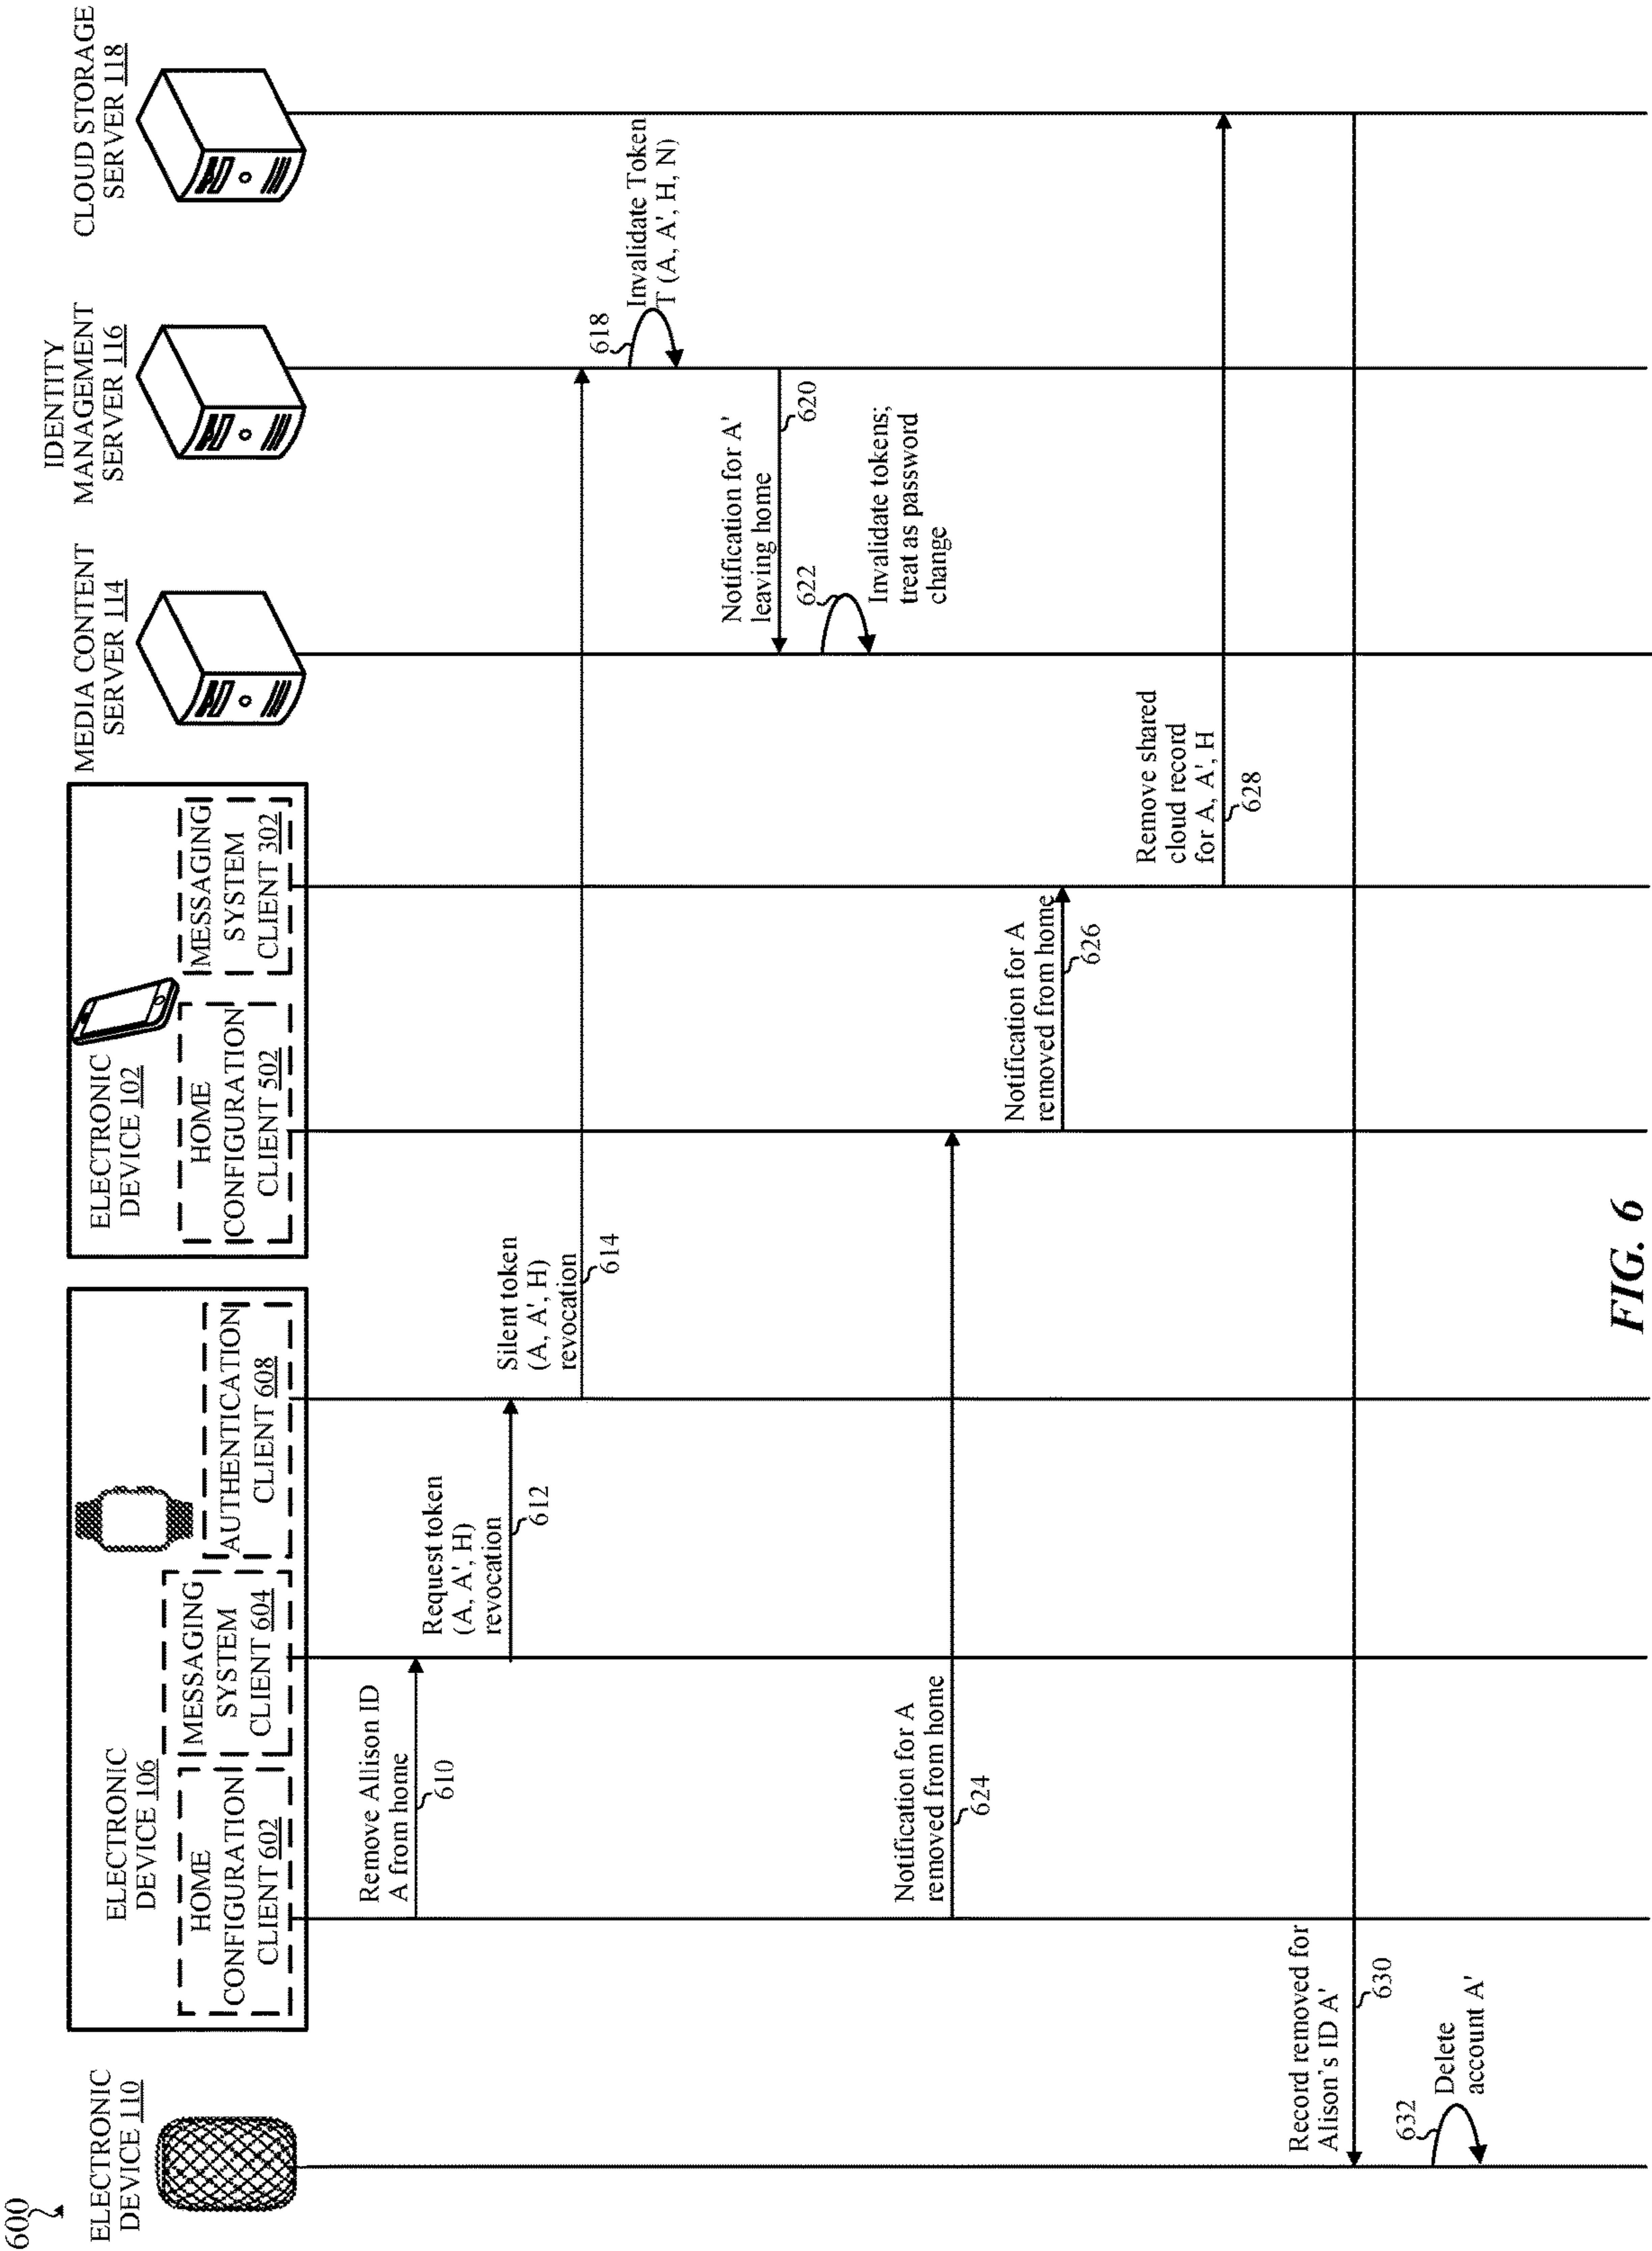 600
ELECTRONIC
DEVICE 110
ELECTRONIC
DEVICE 106
HOME
CONFIGURATION
CLIENT 602
MESSAGING
SYSTEM
CLIENT 604
AUTHENTICATION
CLIENT 608
ELECTRONIC
DEVICE 102
HOME
CONFIGURATION
CLIENT 502
MESSAGING
SYSTEM
CLIENT 302
MEDIA CONTENT
SERVER 114
IDENTITY
MANAGEMENT
SERVER 116
CLOUD STORAGE
SERVER 118
Remove Allison ID
A from home
610
Request token
(A, A', H)
revocation
612
Silent token
(A, A', H)
revocation
614
618
Invalidate Token
T (A, A', H, N)
Notification for A'
leaving home
620
622
Invalidate tokens;
treat as password
change
Notification for A
removed from home
624
Notification for A
removed from home
626
Remove shared
cloud record
for A, A', H
628
Record removed for
Alison's ID A'
630
632
Delete
account A'
FIG. 6